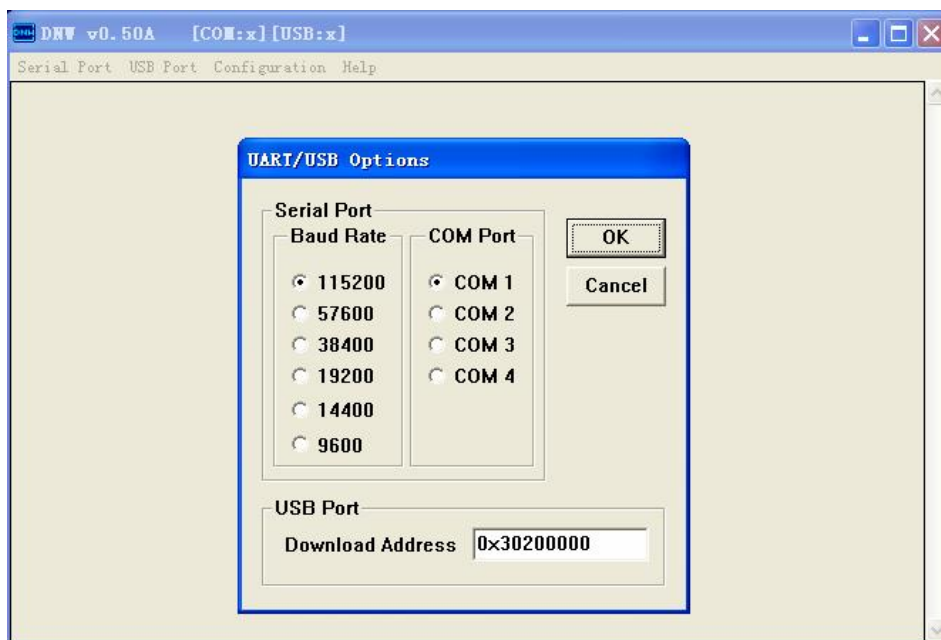 DNW v0.50A [COM:x][USB:x]
Serial Port USB Port Configuration Help
UART/USB Options
Serial Port
Baud Rate COM Port
115200 COM 1
57600 COM 2
38400 COM 3
19200 COM 4
14400
9600
OK
Cancel
USB Port
Download Address 0x30200000